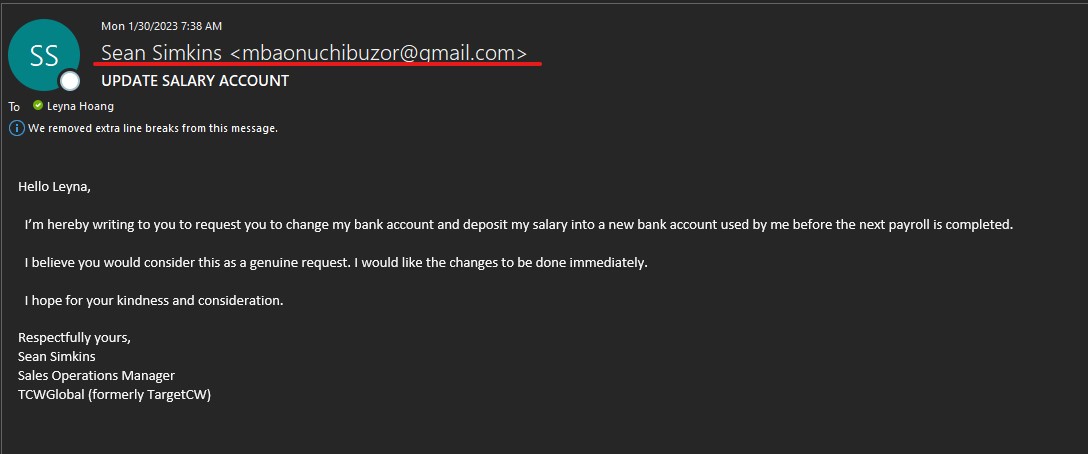 Mon 1/30/2023 7:38 AM
SS
Sean Simkins <mbaonuchibuzor@gmail.com>
UPDATE SALARY ACCOUNT
To Leyna Hoang
We removed extra line breaks from this message.
Hello Leyna,
I'm hereby writing to you to request you to change my bank account and deposit my salary into a new bank account used by me before the next payroll is completed.
I believe you would consider this as a genuine request. I would like the changes to be done immediately.
I hope for your kindness and consideration.
Respectfully yours,
Sean Simkins
Sales Operations Manager
TCWGlobal (formerly TargetCW)